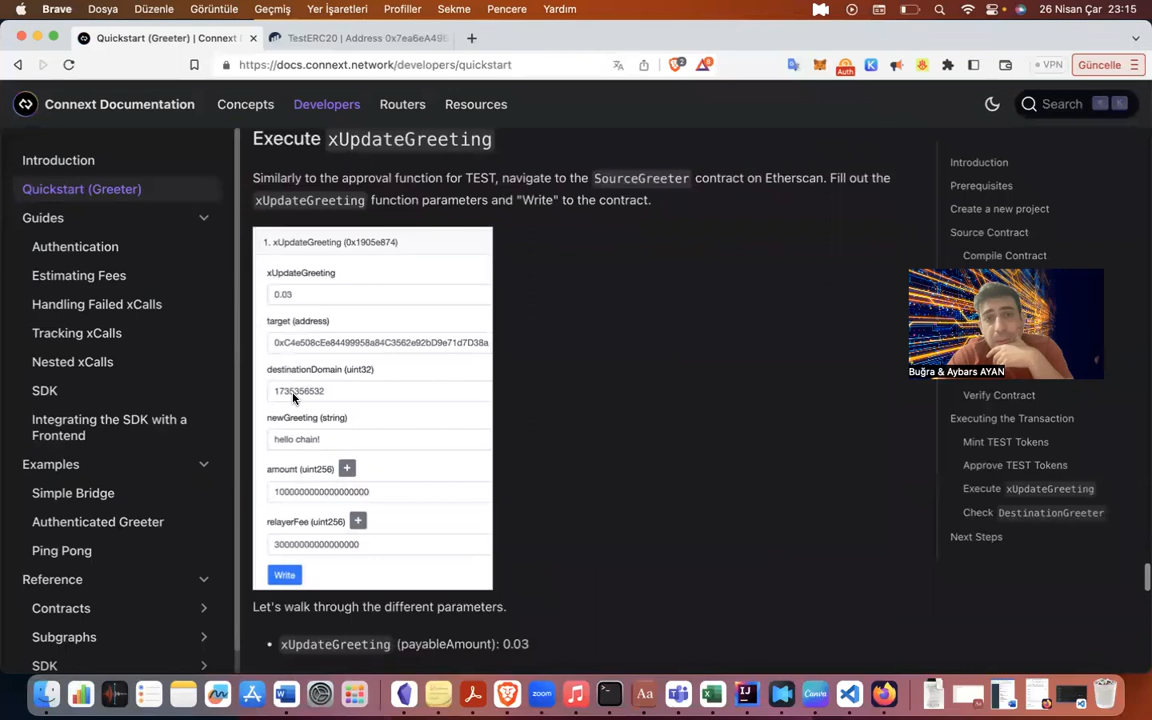 Brave Dosya Düzen Görüntüle Geçmiş Yer İşaretleri Profiller Sekme Pencere Yardım 26 Nisan Çar 23:15
Quickstart (Greeter) | Connext TestERC20 | Address 0x7ea6eA49B
https://docs.connext.network/developers/quickstart VPN Güncelle
Auth
Connext Documentation Concepts Developers Routers Resources Search K
Introduction
Quickstart (Greeter)
Guides
Authentication
Estimating Fees
Handling Failed xCalls
Tracking xCalls
Nested xCalls
SDK
Integrating the SDK with a
Frontend
Examples
Simple Bridge
Authenticated Greeter
Ping Pong
Reference
Contracts
Subgraphs
SDK
Execute xUpdateGreeting
Similarly to the approval function for TEST, navigate to the SourceGreeter contract on Etherscan. Fill out the
xUpdateGreeting function parameters and "Write" to the contract.
1. xUpdateGreeting (0x1905e874)
xUpdateGreeting
0.03
target (address)
0xC4e508cEe84499958a84C3562e92bD9e71d7D38a
destinationDomain (uint32)
1735356532
newGreeting (string)
hello chain!
amount (uint256) +
1000000000000000000
relayerFee (uint256) +
30000000000000000
Write
Let's walk through the different parameters.
• xUpdateGreeting (payableAmount): 0.03
Introduction
Prerequisites
Create a new project
Source Contract
Compile Contract
Buğra & Aybars AYAN
Verify Contract
Executing the Transaction
Mint TEST Tokens
Approve TEST Tokens
Execute xUpdateGreeting
Check DestinationGreeter
Next Steps
zoom
Aa
Canva